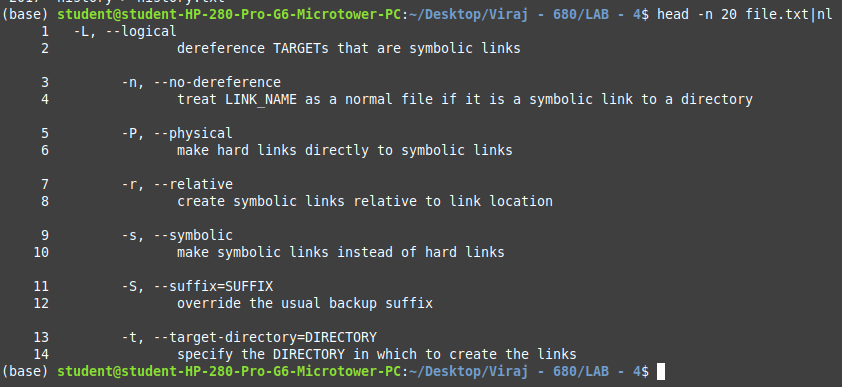 (base) student@student-HP-280-Pro-G6-Microtower-PC:~/Desktop/Viraj - 680/LAB - 4$ head -n 20 file.txt|nl
1 -L, --logical
2 dereference TARGETs that are symbolic links
3 -n, --no-dereference
4 treat LINK_NAME as a normal file if it is a symbolic link to a directory
5 -P, --physical
6 make hard links directly to symbolic links
7 -r, --relative
8 create symbolic links relative to link location
9 -s, --symbolic
10 make symbolic links instead of hard links
11 -S, --suffix=SUFFIX
12 override the usual backup suffix
13 -t, --target-directory=DIRECTORY
14 specify the DIRECTORY in which to create the links
(base) student@student-HP-280-Pro-G6-Microtower-PC:~/Desktop/Viraj - 680/LAB - 4$